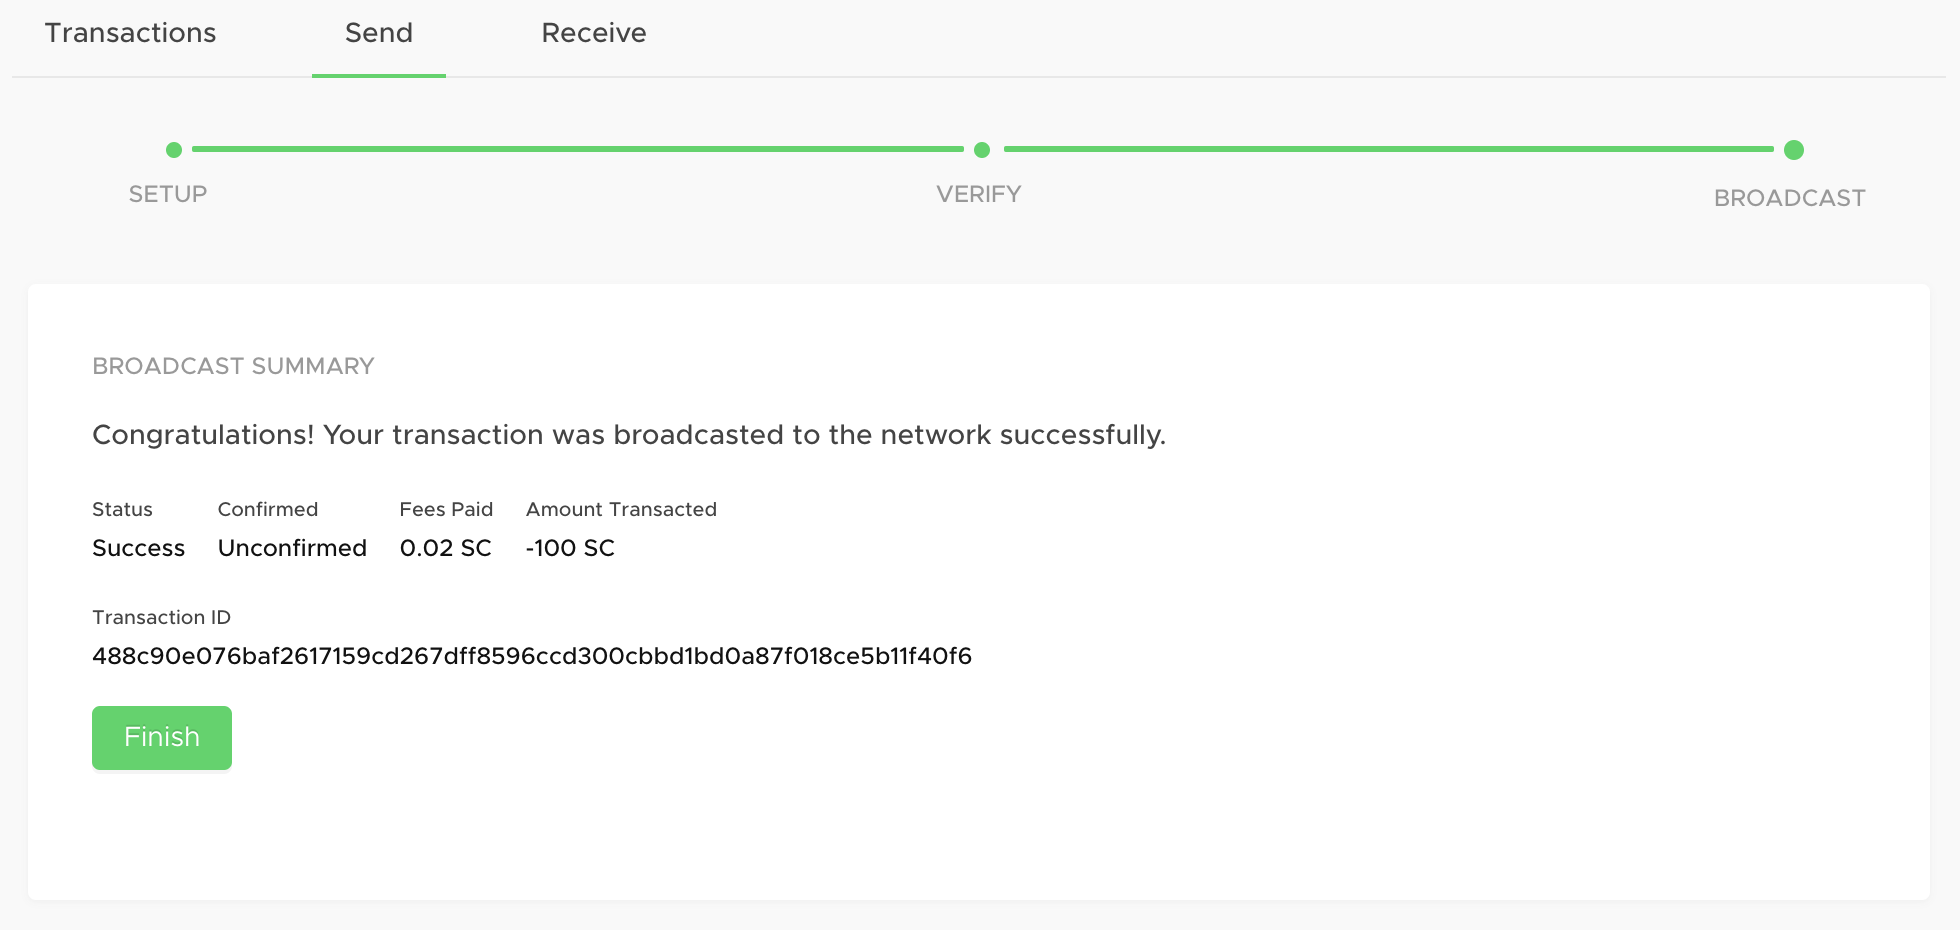 Transactions Send Receive
SETUP VERIFY BROADCAST
BROADCAST SUMMARY
Congratulations! Your transaction was broadcasted to the network successfully.
Status Confirmed Fees Paid Amount Transacted
Success Unconfirmed 0.02 SC -100 SC
Transaction ID
488c90e076baf2617159cd267dff8596ccd300cbbd1bd0a87f018ce5b11f40f6
Finish